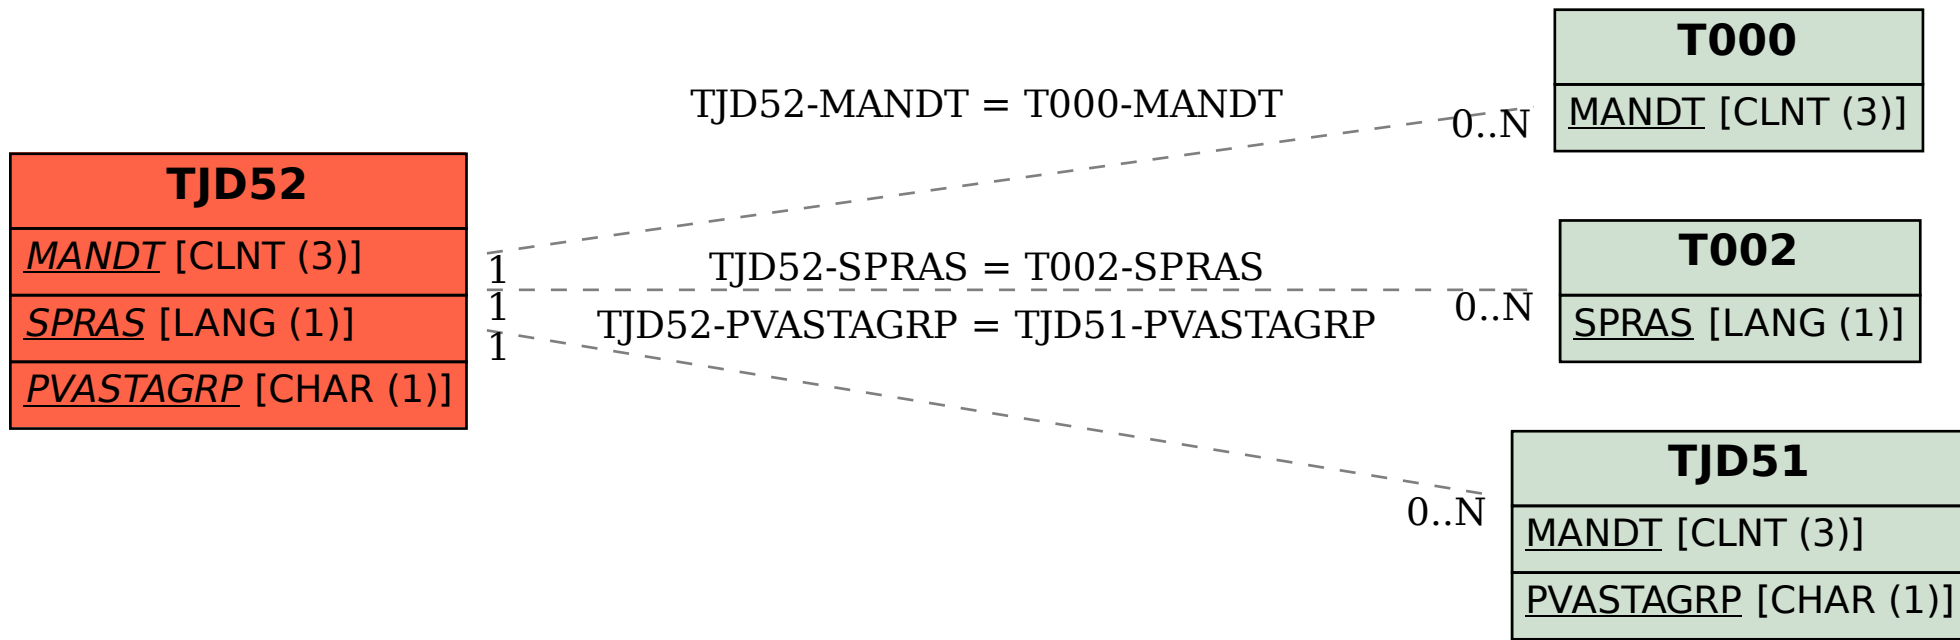 TJD52
MANDT [CLNT (3)]
SPRAS [LANG (1)]
PVASTAGRP [CHAR (1)]
TJD52-MANDT = T000-MANDT
1
0..N
TJD52-SPRAS = T002-SPRAS
1
0..N
TJD52-PVASTAGRP = TJD51-PVASTAGRP
1
0..N
T000
MANDT [CLNT (3)]
T002
SPRAS [LANG (1)]
TJD51
MANDT [CLNT (3)]
PVASTAGRP [CHAR (1)]